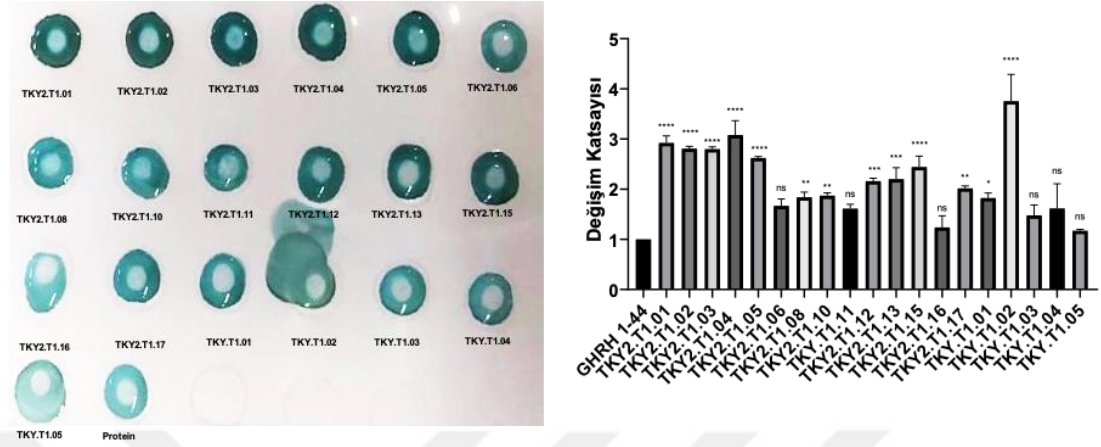 TKY2.T1.01 TKY2.T1.02 TKY2.T1.03 TKY2.T1.04 TKY2.T1.05 TKY2.T1.06
TKY2.T1.08 TKY2.T1.10 TKY2.T1.11 TKY2.T1.12 TKY2.T1.13 TKY2.T1.15
TKY2.T1.16 TKY2.T1.17 TKY.T1.01 TKY.T1.02 TKY.T1.03 TKY.T1.04
TKY.T1.05 Protein
Değişim Katsayısı
5
4
3
2
1
0
**** **** **** **** **** ns ** ** ns *** *** **** ns ** * **** ns ns ns
GHRH 1-44
TKY2.T1.01
TKY2.T1.02
TKY2.T1.03
TKY2.T1.04
TKY2.T1.05
TKY2.T1.06
TKY2.T1.08
TKY2.T1.10
TKY.T1.11
TKY2.T1.12
TKY2.T1.13
TKY2.T1.15
TKY2.T1.16
TKY2.T1.17
TKY.T1.01
TKY.T1.02
TKY.T1.03
TKY.T1.04
TKY.T1.05